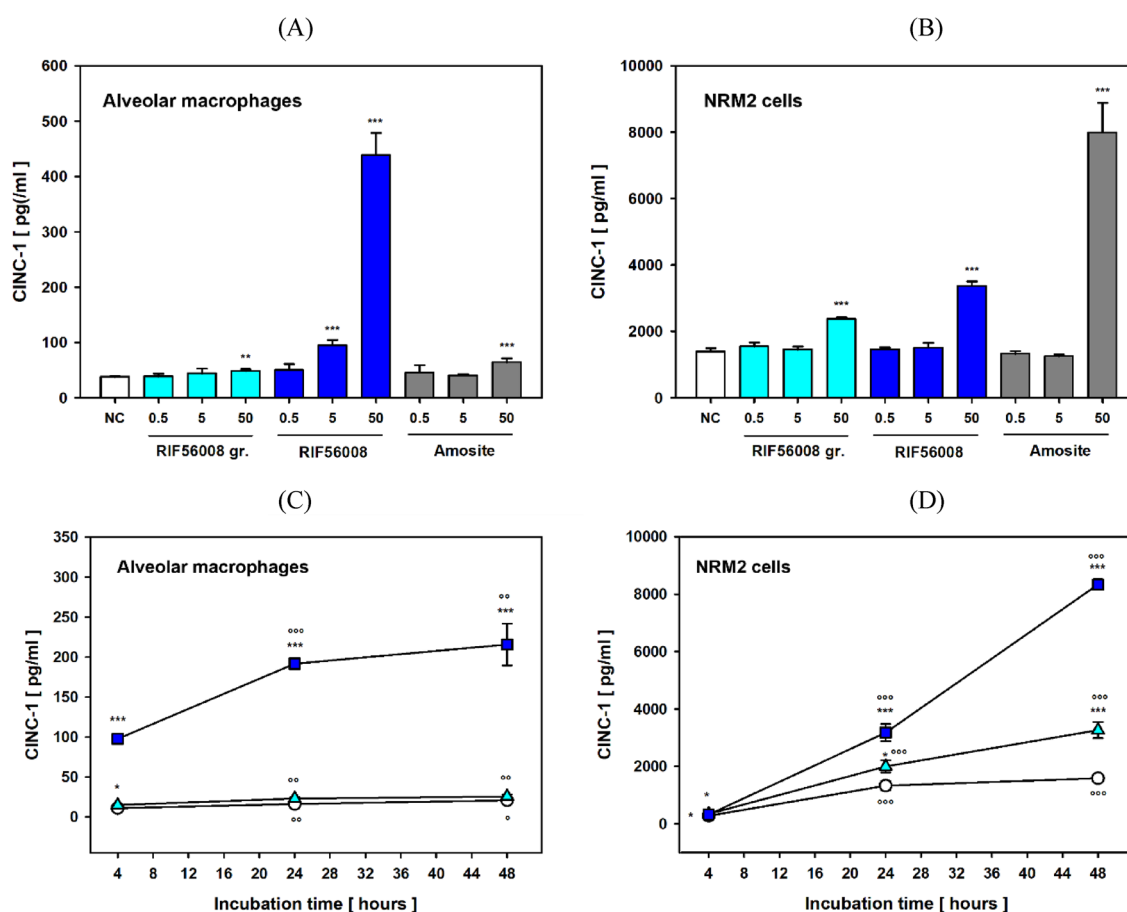 (A)
(B)
600
500
400
300
200
100
0
CINC-1 [ pg(/ml ]
Alveolar macrophages
**
***
***
***
NC 0.5 5 50 0.5 5 50 0.5 5 50
RIF56008 gr. RIF56008 Amosite
10000
8000
6000
4000
2000
0
CINC-1 [ pg/ml ]
NRM2 cells
***
***
***
NC 0.5 5 50 0.5 5 50 0.5 5 50
RIF56008 gr. RIF56008 Amosite
(C)
(D)
350
300
250
200
150
100
50
0
CINC-1 [ pg/ml ]
Alveolar macrophages
***
*
°°°
***
°°
°°
°°
***
°°
°
4 8 12 16 20 24 28 32 36 40 44 48
Incubation time [ hours ]
10000
8000
6000
4000
2000
0
CINC-1 [ pg/ml ]
NRM2 cells
*
*
°°°
***
* °°°
°°°
°°°
***
°°°
***
°°°
4 8 12 16 20 24 28 32 36 40 44 48
Incubation time [ hours ]